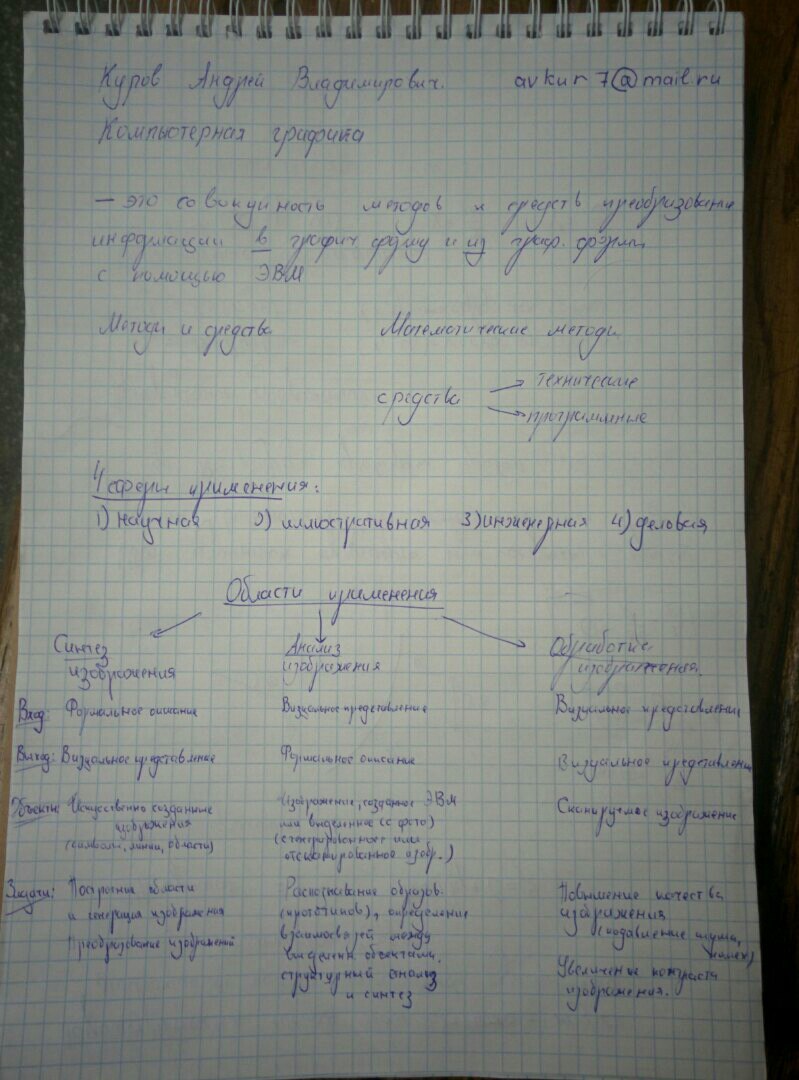 Куров Андрей Владимирович. avkur7@mail.ru
Компьютерная графика
— это совокупность методов и средств преобразование
информации в графич форму и из граф. формы
с помощью ЭВМ
Методы и средства Математические методы
средства → технические
→ программные
4 сферы применения:
1) научная 2) иллюстративная 3) инженерная 4) деловая
Области применения
Синтез изображения
Анализ изображения
Обработка изображения.
Вход: Формальное описание Визуальное представление Визуальное представление
Выход: Визуальное представление Формальное описание Визуальное представление
Объекты: Искусственно созданные
изображения
(символы, линии, области)
Изображение, созданное ЭВМ
или выделенное (с фото)
(сгенерированное или
отсканированное изобр.)
Сканируемое изображение
Задачи: Построение области
и генерация изображения
Преобразование изображений
Распознавание образов
(прототипов), определение
взаимосвязей между
объектами,
структурный анализ
и синтез
Повышение качества
изображения
(подавление шума,
помех)
Увеличение контраста
изображения.